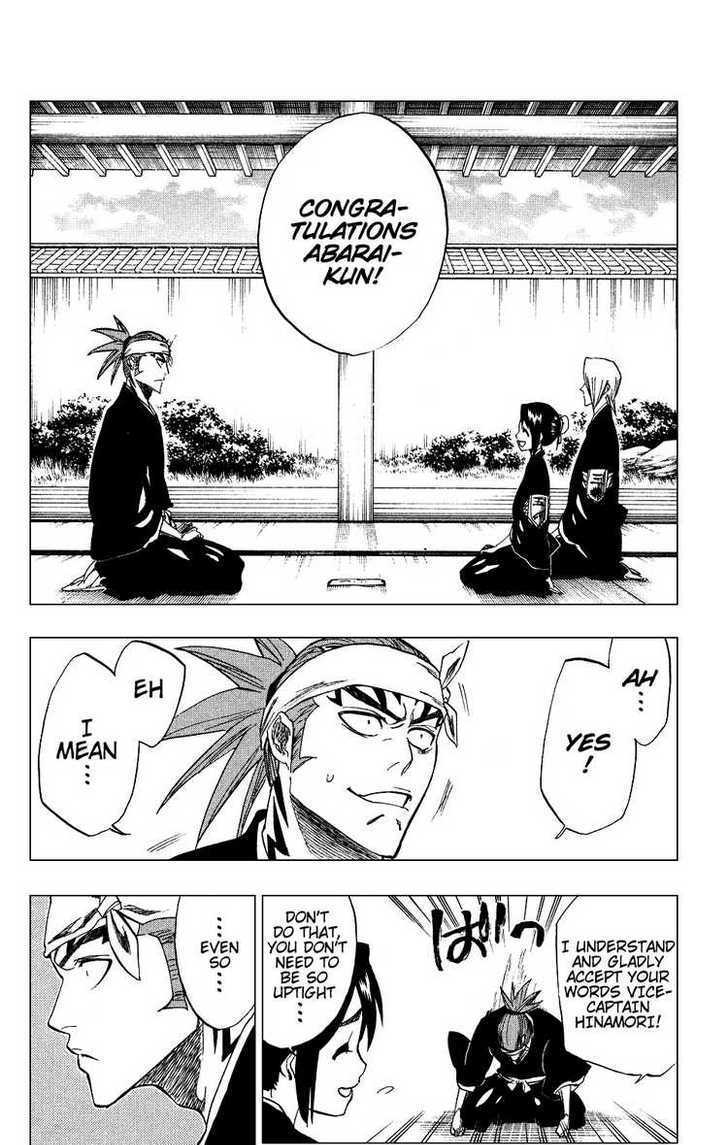 CONGRA-
TULATIONS
ABARAI-
KUN!
AH
...
YES
!
EH
I
MEAN
...
I UNDERSTAND
AND GLADLY
ACCEPT YOUR
WORDS VICE-
CAPTAIN
HINAMORI!
ばっ
DON'T
DO THAT,
YOU DON'T
NEED TO
BE SO
UPTIGHT
...
...
EVEN
SO
...